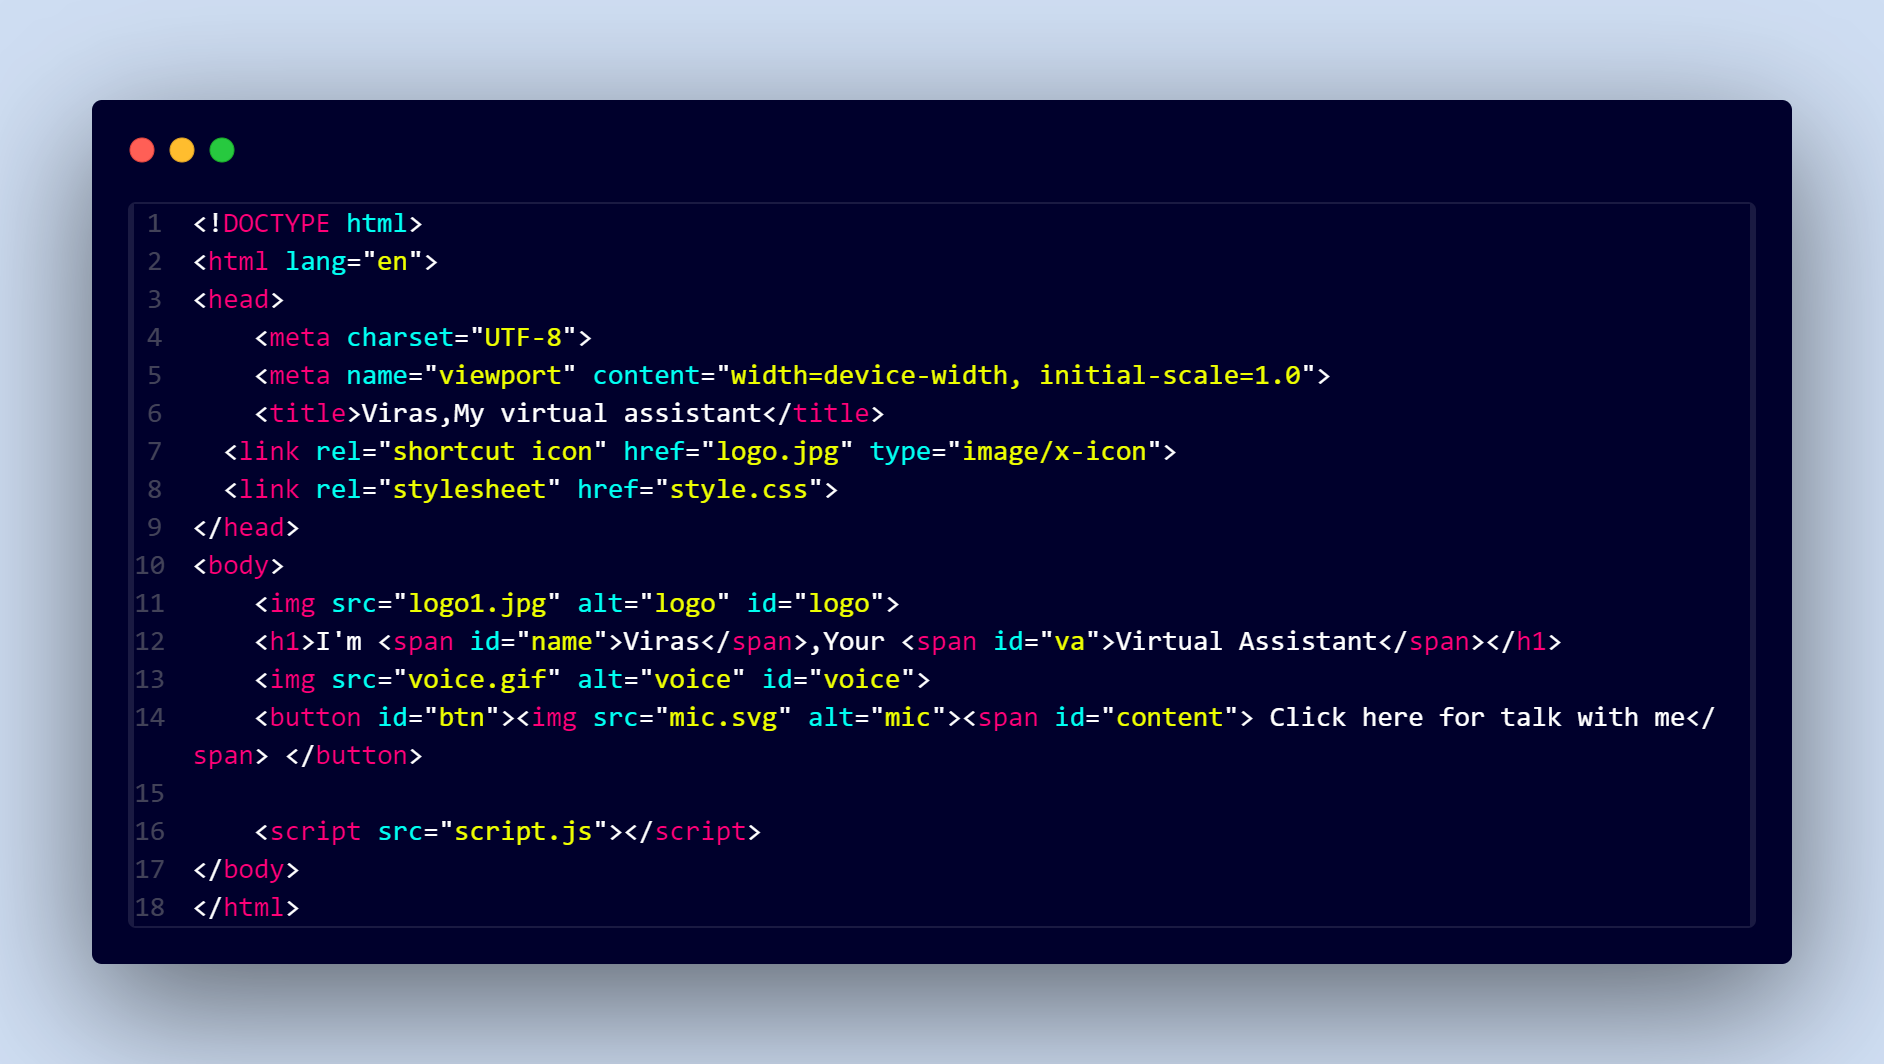 1 <!DOCTYPE html>
2 <html lang="en">
3 <head>
4     <meta charset="UTF-8">
5     <meta name="viewport" content="width=device-width, initial-scale=1.0">
6     <title>Viras,My virtual assistant</title>
7   <link rel="shortcut icon" href="logo.jpg" type="image/x-icon">
8   <link rel="stylesheet" href="style.css">
9 </head>
10 <body>
11     <img src="logo1.jpg" alt="logo" id="logo">
12     <h1>I'm <span id="name">Viras</span>,Your <span id="va">Virtual Assistant</span></h1>
13     <img src="voice.gif" alt="voice" id="voice">
14     <button id="btn"><img src="mic.svg" alt="mic"><span id="content"> Click here for talk with me</
span> </button>
15
16     <script src="script.js"></script>
17 </body>
18 </html>